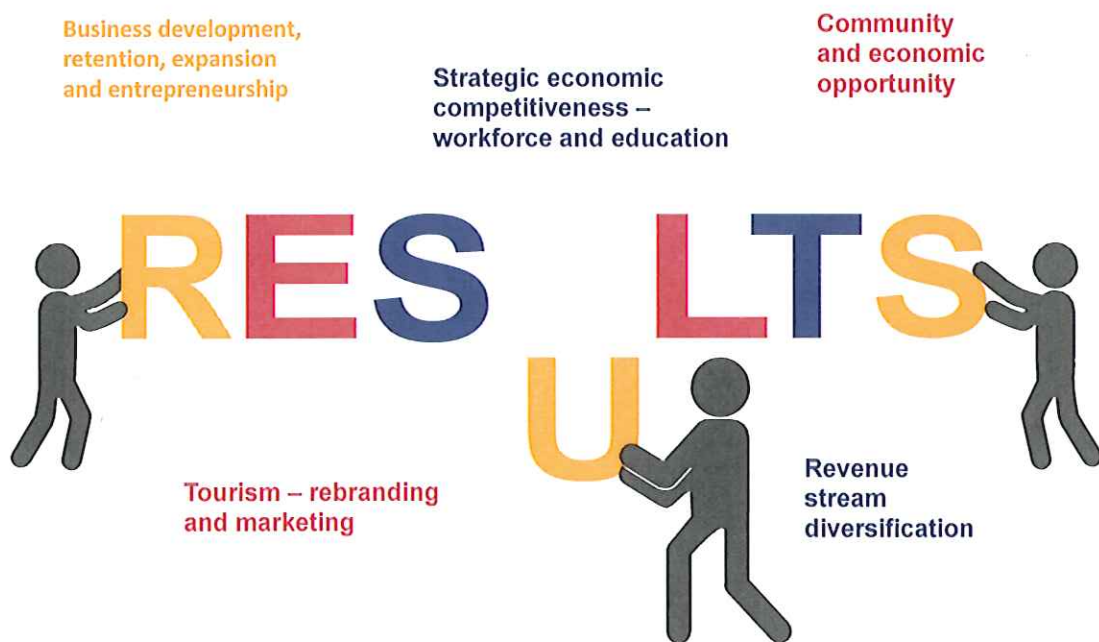 Business development,
retention, expansion
and entrepreneurship
Strategic economic
competitiveness –
workforce and education
Community
and economic
opportunity
RES LTS
U
Tourism – rebranding
and marketing
Revenue
stream
diversification